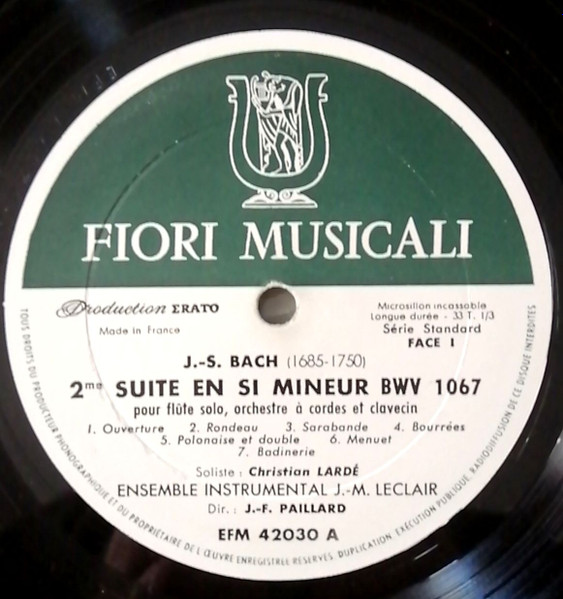 FIORI MUSICALI
Production ERATO
Made in France
Microsillon incassable
Longue durée - 33 T. 1/3
Série Standard
FACE I
J.-S. BACH (1685-1750)
2me SUITE EN SI MINEUR BWV 1067
pour flûte solo, orchestre à cordes et clavecin
1. Ouverture 2. Rondeau 3. Sarabande 4. Bourrées
5. Polonaise et double 6. Menuet
7. Badinerie
Soliste : Christian LARDÉ
ENSEMBLE INSTRUMENTAL J.-M. LECLAIR
Dir. : J.-F. PAILLARD
EFM 42030 A
TOUS DROITS DU PRODUCTEUR PHONOGRAPHIQUE ET DU PROPRIÉTAIRE DE L'ŒUVRE ENREGISTRÉE RÉSERVÉS. DUPLICATION, EXÉCUTION PUBLIQUE, RADIODIFFUSION DE CE DISQUE INTERDITES